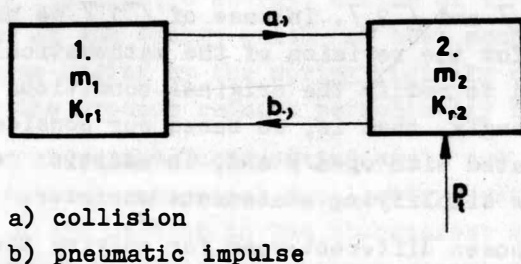 a.,
1.
m₁
Kᵣ₁
2.
m₂
Kᵣ₂
b.,
Pₜ
a) collision
b) pneumatic impulse